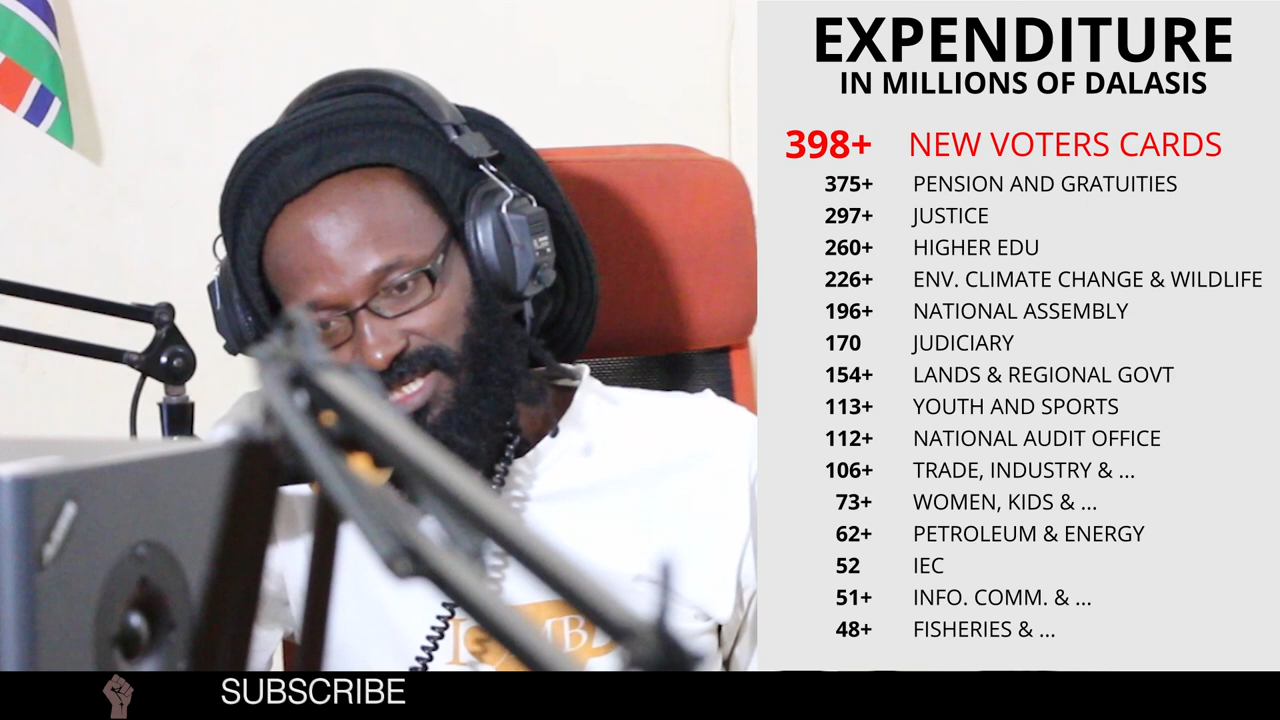 EXPENDITURE
IN MILLIONS OF DALASIS
398+ NEW VOTERS CARDS
375+ PENSION AND GRATUITIES
297+ JUSTICE
260+ HIGHER EDU
226+ ENV. CLIMATE CHANGE & WILDLIFE
196+ NATIONAL ASSEMBLY
170 JUDICIARY
154+ LANDS & REGIONAL GOVT
113+ YOUTH AND SPORTS
112+ NATIONAL AUDIT OFFICE
106+ TRADE, INDUSTRY & ...
73+ WOMEN, KIDS & ...
62+ PETROLEUM & ENERGY
52 IEC
51+ INFO. COMM. & ...
48+ FISHERIES & ...
SUBSCRIBE